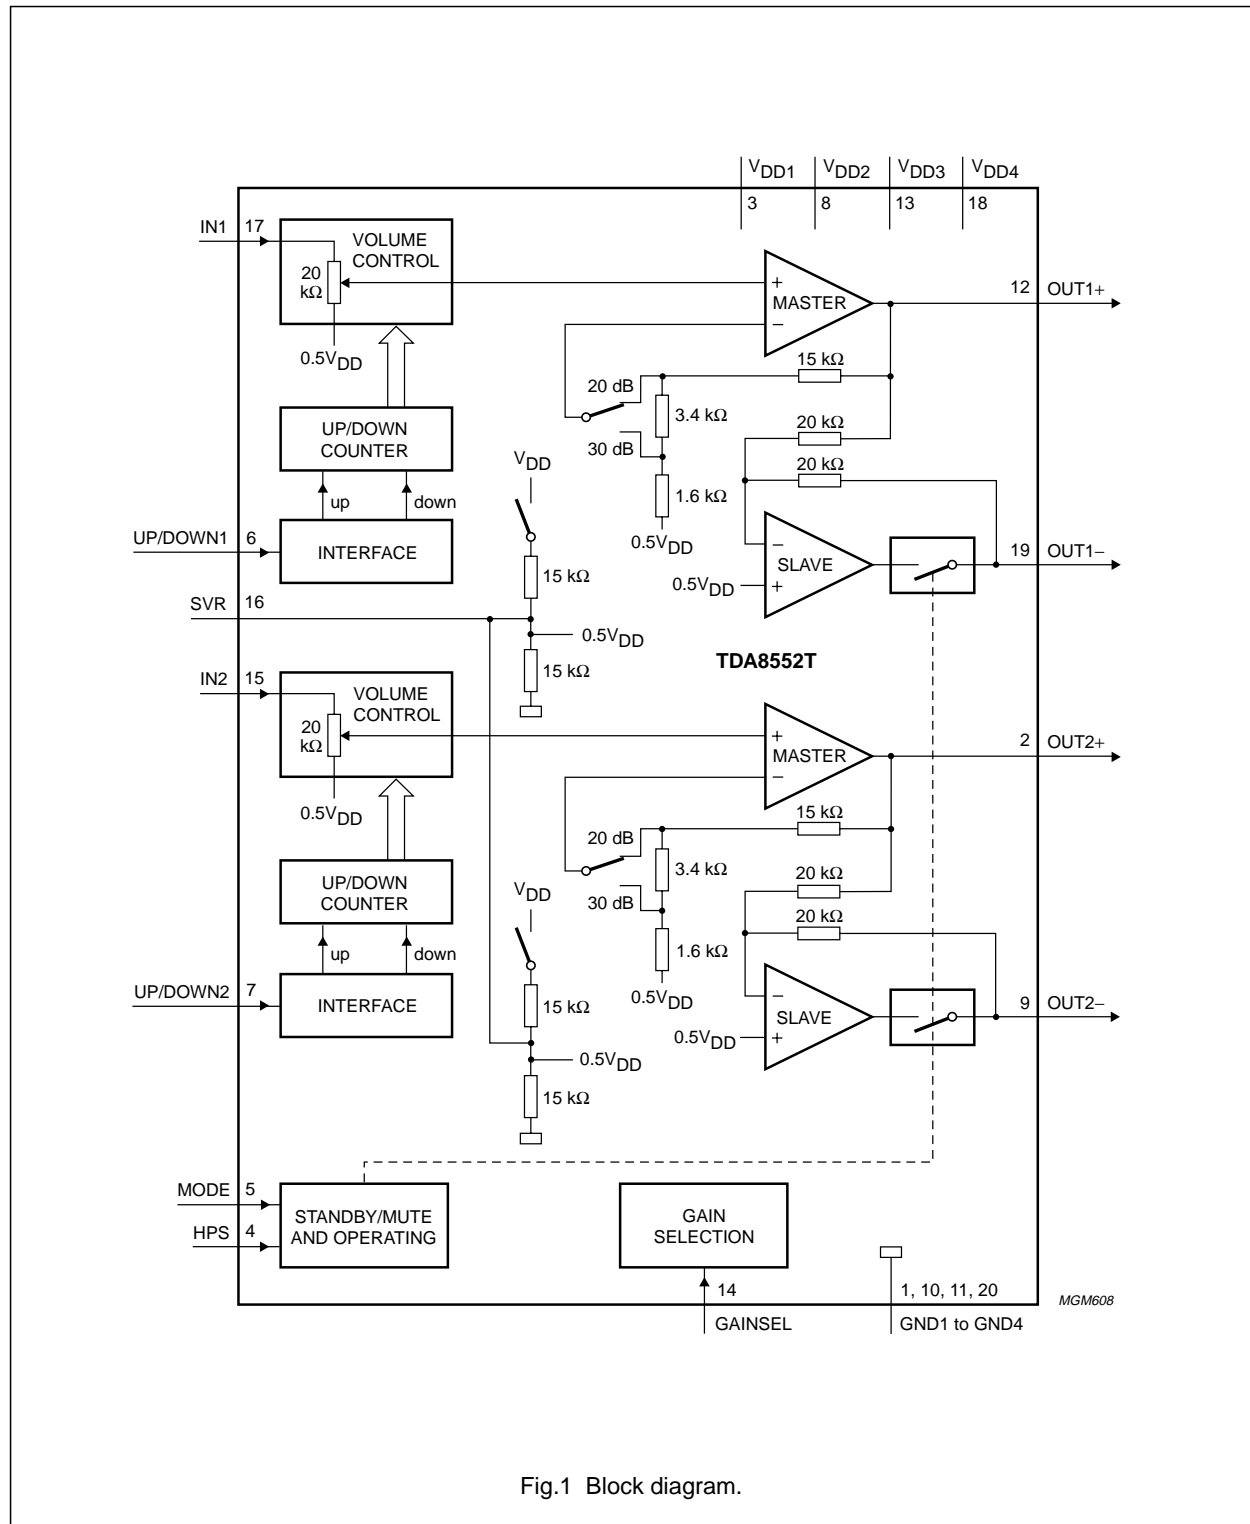 VDD1 VDD2 VDD3 VDD4
3 8 13 18
IN1 17
VOLUME
CONTROL
20
kΩ
0.5VDD
+
MASTER
−
12 OUT1+
15 kΩ
20 dB
3.4 kΩ
30 dB
1.6 kΩ
0.5VDD
20 kΩ
20 kΩ
UP/DOWN
COUNTER
up down
UP/DOWN1 6
INTERFACE
VDD
15 kΩ
−
SLAVE
0.5VDD +
19 OUT1−
SVR 16
0.5VDD
15 kΩ
TDA8552T
IN2 15
VOLUME
CONTROL
20
kΩ
0.5VDD
+
MASTER
−
2 OUT2+
15 kΩ
20 dB
3.4 kΩ
30 dB
1.6 kΩ
0.5VDD
20 kΩ
20 kΩ
UP/DOWN
COUNTER
up down
UP/DOWN2 7
INTERFACE
VDD
15 kΩ
−
SLAVE
0.5VDD +
9 OUT2−
0.5VDD
15 kΩ
MODE 5
HPS 4
STANDBY/MUTE
AND OPERATING
GAIN
SELECTION
14
GAINSEL
1, 10, 11, 20
GND1 to GND4
MGM608
Fig.1 Block diagram.